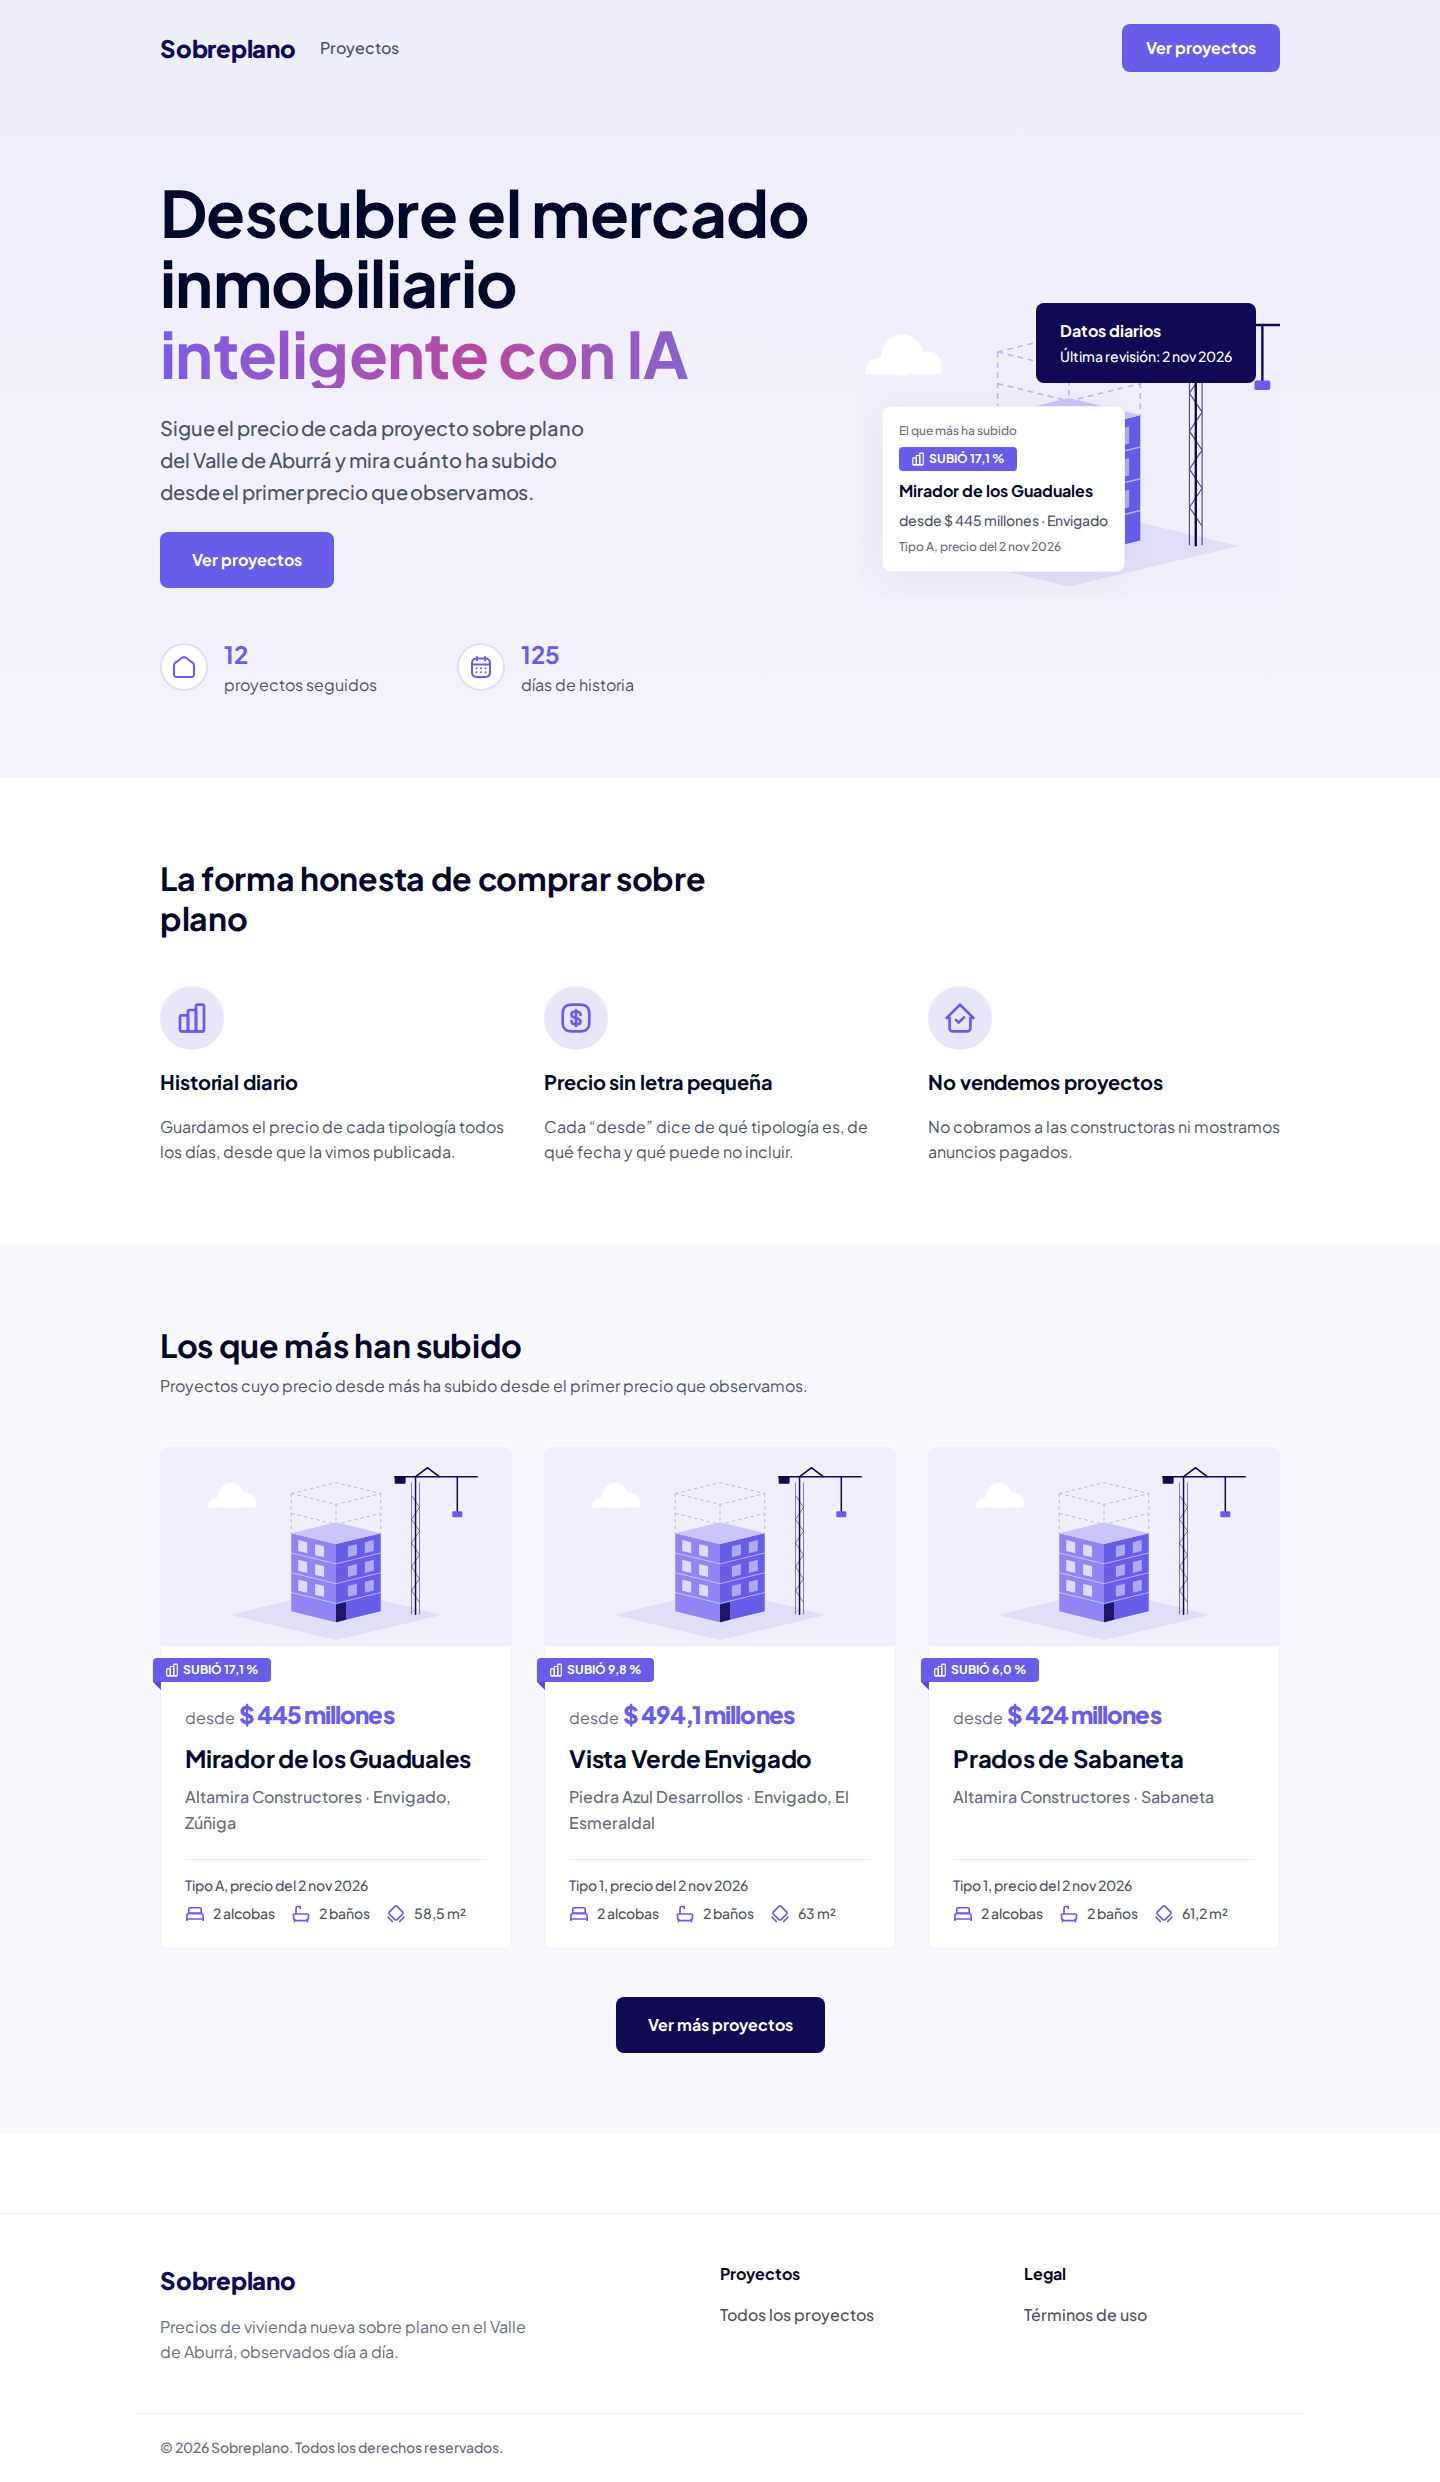 Sobreplano
Proyectos
Ver proyectos
Descubre el mercado
inmobiliario
inteligente con IA
Sigue el precio de cada proyecto sobre plano
del Valle de Aburrá y mira cuánto ha subido
desde el primer precio que observamos.
Ver proyectos
12
proyectos seguidos
125
días de historia
Datos diarios
Última revisión: 2 nov 2026
El que más ha subido
SUBIÓ 17,1 %
Mirador de los Guaduales
desde $ 445 millones · Envigado
Tipo A, precio del 2 nov 2026
La forma honesta de comprar sobre
plano
Historial diario
Guardamos el precio de cada tipología todos
los días, desde que la vimos publicada.
Precio sin letra pequeña
Cada “desde” dice de qué tipología es, de
qué fecha y qué puede no incluir.
No vendemos proyectos
No cobramos a las constructoras ni mostramos
anuncios pagados.
Los que más han subido
Proyectos cuyo precio desde más ha subido desde el primer precio que observamos.
SUBIÓ 17,1 %
desde $ 445 millones
Mirador de los Guaduales
Altamira Constructores · Envigado,
Zúñiga
Tipo A, precio del 2 nov 2026
2 alcobas 2 baños 58,5 m²
SUBIÓ 9,8 %
desde $ 494,1 millones
Vista Verde Envigado
Piedra Azul Desarrollos · Envigado, El
Esmeraldal
Tipo 1, precio del 2 nov 2026
2 alcobas 2 baños 63 m²
SUBIÓ 6,0 %
desde $ 424 millones
Prados de Sabaneta
Altamira Constructores · Sabaneta
Tipo 1, precio del 2 nov 2026
2 alcobas 2 baños 61,2 m²
Ver más proyectos
Sobreplano
Precios de vivienda nueva sobre plano en el Valle
de Aburrá, observados día a día.
Proyectos
Todos los proyectos
Legal
Términos de uso
© 2026 Sobreplano. Todos los derechos reservados.